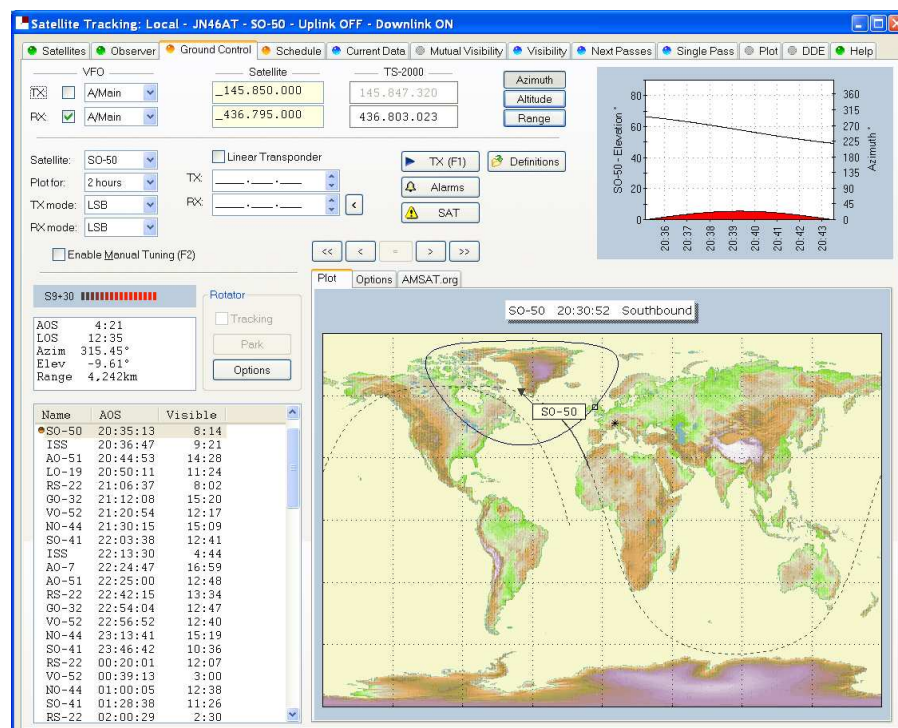 Satellite Tracking: Local - JN46AT - SO-50 - Uplink OFF - Downlink ON
Satellites Observer Ground Control Schedule Current Data Mutual Visibility Visibility Next Passes Single Pass Plot DDE Help
VFO Satellite TS-2000
TX: A/Main _145.850.000 145.847.320
RX: A/Main _436.795.000 436.803.023
Azimuth
Altitude
Range
Satellite: SO-50
Plot for: 2 hours
TX mode: LSB
RX mode: LSB
Linear Transponder
TX: ___.___.___
RX: ___.___.___ <
TX (F1) Definitions
Alarms
SAT
Enable Manual Tuning (F2)
<< < = > >>
SO-50 - Elevation °
80
60
40
20
0
360
315
270
225
180
135
90
45
0
Azimuth °
20:36 20:37 20:38 20:39 20:40 20:41 20:42 20:43
S9+30
Rotator
Tracking
Park
Options
AOS 4:21
LOS 12:35
Azim 315.45°
Elev -9.61°
Range 4,242km
Plot Options AMSAT.org
SO-50 20:30:52 Southbound
SO-50
Name AOS Visible
SO-50 20:35:13 8:14
ISS 20:36:47 9:21
AO-51 20:44:53 14:28
LO-19 20:50:11 11:24
RS-22 21:06:37 8:02
GO-32 21:12:08 15:20
VO-52 21:20:54 12:17
NO-44 21:30:15 15:09
SO-41 22:03:38 12:41
ISS 22:13:30 4:44
AO-7 22:24:47 16:59
AO-51 22:25:00 12:48
RS-22 22:42:15 13:34
GO-32 22:54:04 12:47
VO-52 22:56:52 12:40
NO-44 23:13:41 15:19
SO-41 23:46:42 10:36
RS-22 00:20:01 12:07
VO-52 00:39:13 3:00
NO-44 01:00:05 12:38
SO-41 01:28:38 11:26
RS-22 02:00:29 2:30